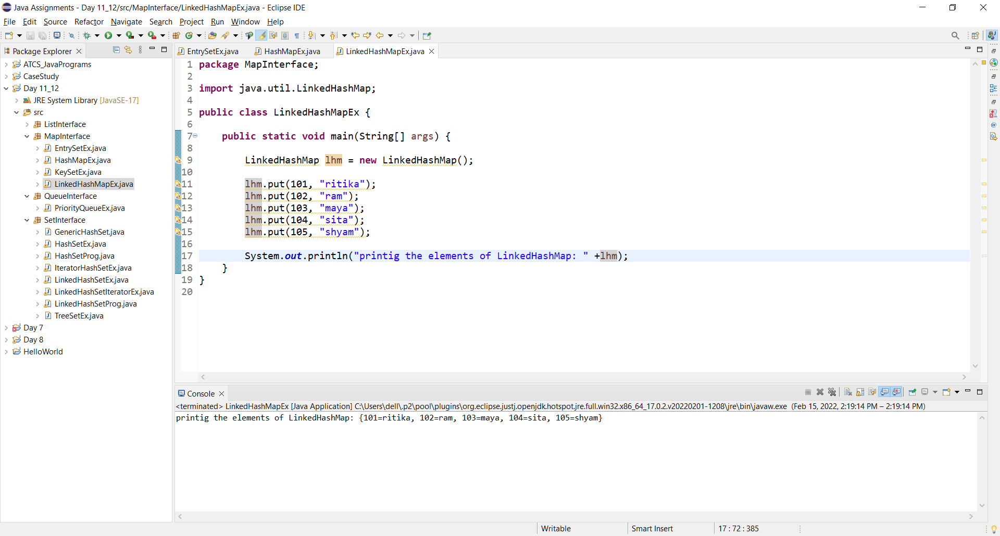 Java Assignments - Day 11_12/src/MapInterface/LinkedHashMapEx.java - Eclipse IDE
File Edit Source Refactor Navigate Search Project Run Window Help
Package Explorer
ATCS_JavaPrograms
CaseStudy
Day 11_12
JRE System Library [JavaSE-17]
src
ListInterface
MapInterface
EntrySetEx.java
HashMapEx.java
KeySetEx.java
LinkedHashMapEx.java
QueueInterface
PriorityQueueEx.java
SetInterface
GenericHashSet.java
HashSetEx.java
HashSetProg.java
IteratorHashSetEx.java
LinkedHashSetEx.java
LinkedHashSetIteratorEx.java
LinkedHashSetProg.java
TreeSetEx.java
Day 7
Day 8
HelloWorld
EntrySetEx.java HashMapEx.java LinkedHashMapEx.java
1 package MapInterface;
2
3 import java.util.LinkedHashMap;
4
5 public class LinkedHashMapEx {
6
7 public static void main(String[] args) {
8
9 LinkedHashMap lhm = new LinkedHashMap();
10
11 lhm.put(101, "ritika");
12 lhm.put(102, "ram");
13 lhm.put(103, "maya");
14 lhm.put(104, "sita");
15 lhm.put(105, "shyam");
16
17 System.out.println("printig the elements of LinkedHashMap: " +lhm);
18 }
19 }
20
Console
<terminated> LinkedHashMapEx [Java Application] C:\Users\dell\.p2\pool\plugins\org.eclipse.justj.openjdk.hotspot.jre.full.win32.x86_64_17.0.2.v20220201-1208\jre\bin\javaw.exe (Feb 15, 2022, 2:19:14 PM – 2:19:14 PM)
printig the elements of LinkedHashMap: {101=ritika, 102=ram, 103=maya, 104=sita, 105=shyam}
Writable Smart Insert 17 : 72 : 385